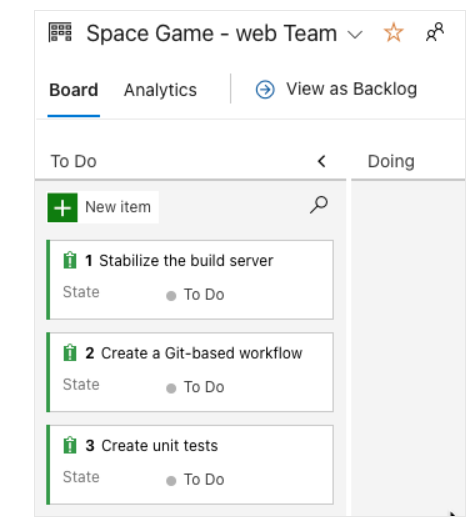 Space Game - web Team
Board Analytics View as Backlog
To Do Doing
New item
1 Stabilize the build server
State To Do
2 Create a Git-based workflow
State To Do
3 Create unit tests
State To Do